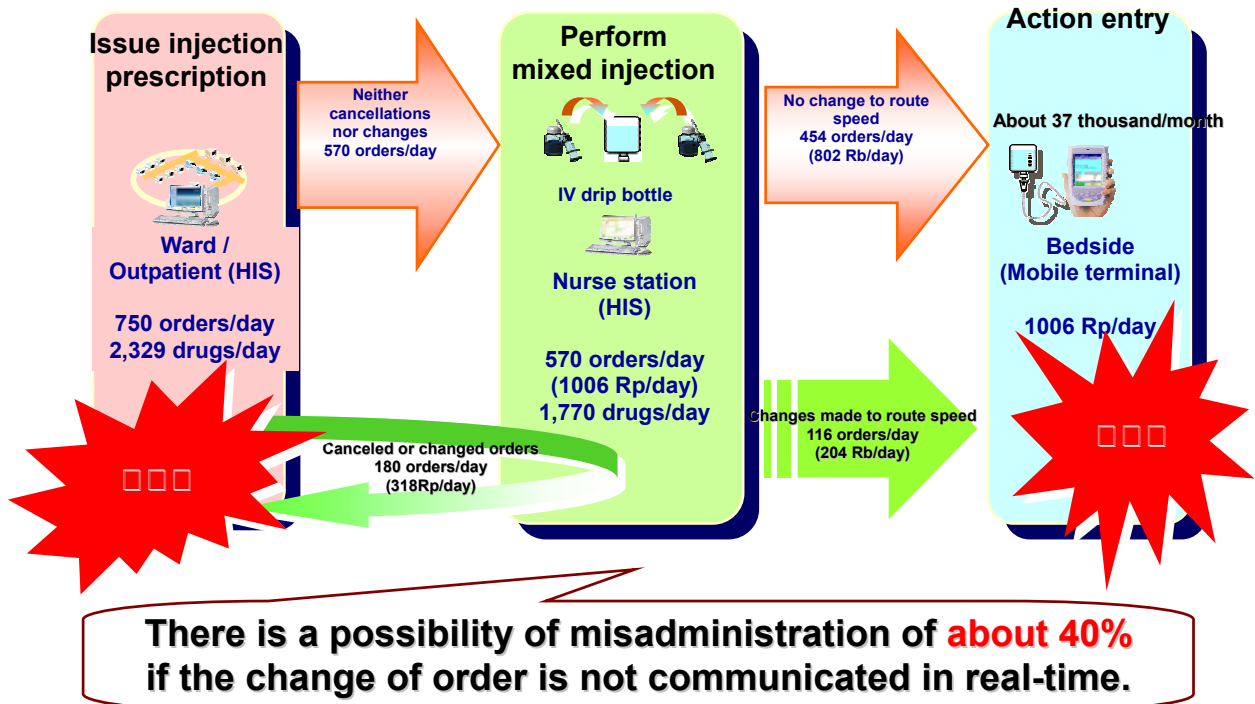 Issue injection
prescription
Ward /
Outpatient (HIS)
750 orders/day
2,329 drugs/day
Neither
cancellations
nor changes
570 orders/day
Perform
mixed injection
IV drip bottle
Nurse station
(HIS)
570 orders/day
(1006 Rp/day)
1,770 drugs/day
No change to route
speed
454 orders/day
(802 Rb/day)
Action entry
About 37 thousand/month
Bedside
(Mobile terminal)
1006 Rp/day
Canceled or changed orders
180 orders/day
(318Rp/day)
Changes made to route speed
116 orders/day
(204 Rb/day)
□□□
□□□
There is a possibility of misadministration of about 40%
if the change of order is not communicated in real-time.